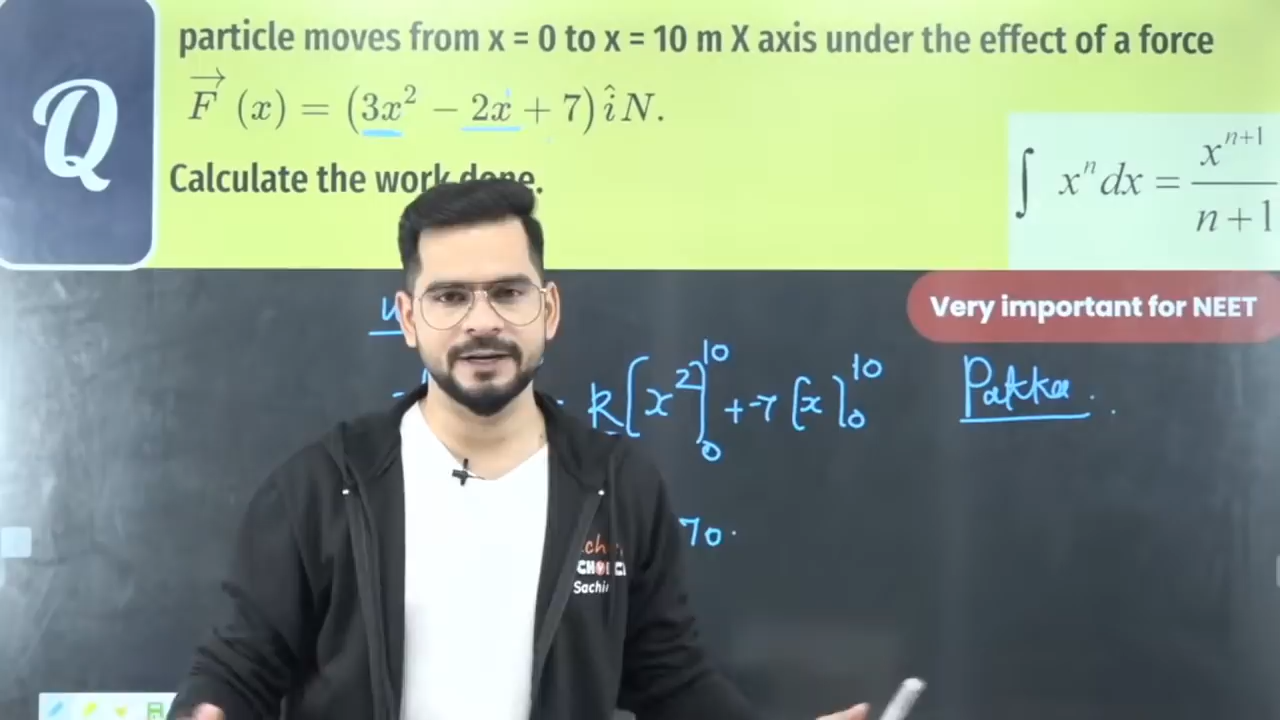 particle moves from x = 0 to x = 10 m X axis under the effect of a force
Q
F⃗ (x) = (3x² − 2x + 7) î N.
Calculate the work done.
∫ xⁿ dx = xⁿ⁺¹ / n + 1
Very important for NEET
[x²]₀¹⁰ + 7 [x]₀¹⁰
Pakka..
70.
Sachi